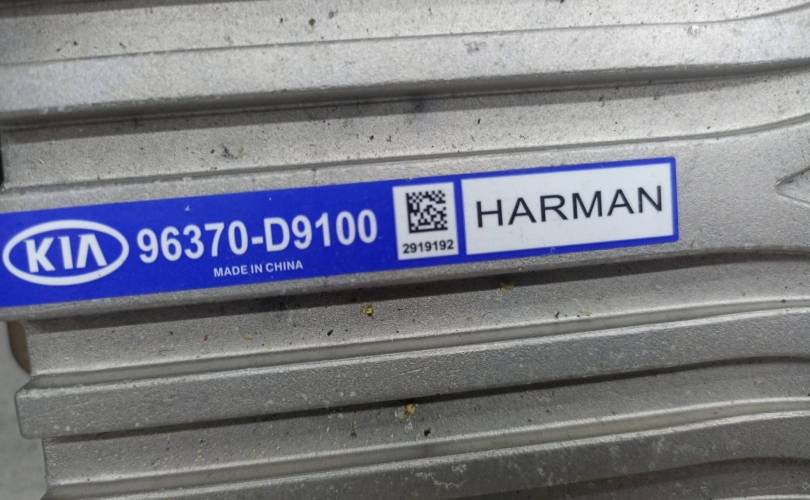 KIA 96370-D9100
MADE IN CHINA
2919192
HARMAN